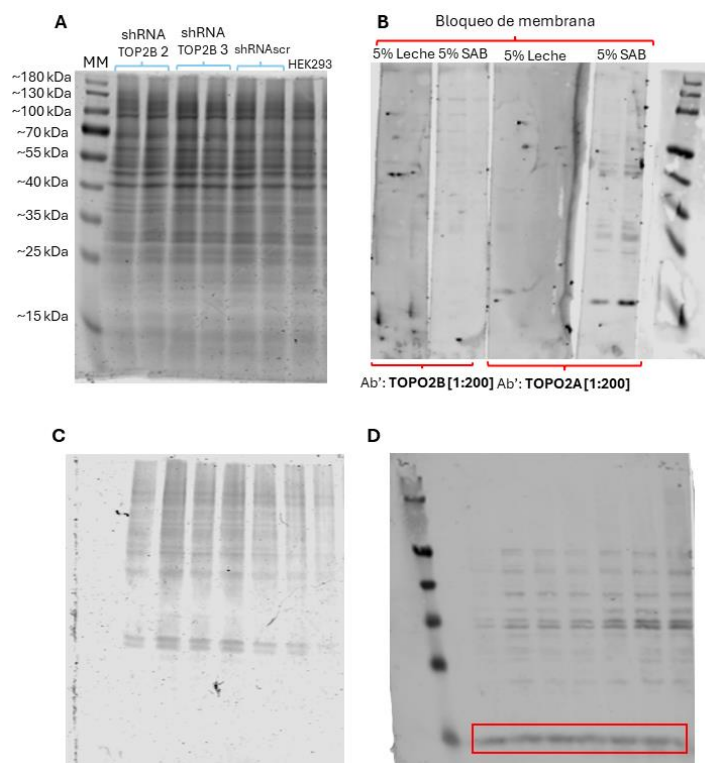 A
shRNA
TOP2B 2
shRNA
TOP2B 3
shRNAscr
HEK293
MM
~180 kDa
~130 kDa
~100 kDa
~70 kDa
~55 kDa
~40 kDa
~35 kDa
~25 kDa
~15 kDa
B
Bloqueo de membrana
5% Leche 5% SAB 5% Leche 5% SAB
Ab': TOPO2B [1:200] Ab': TOPO2A [1:200]
C
D